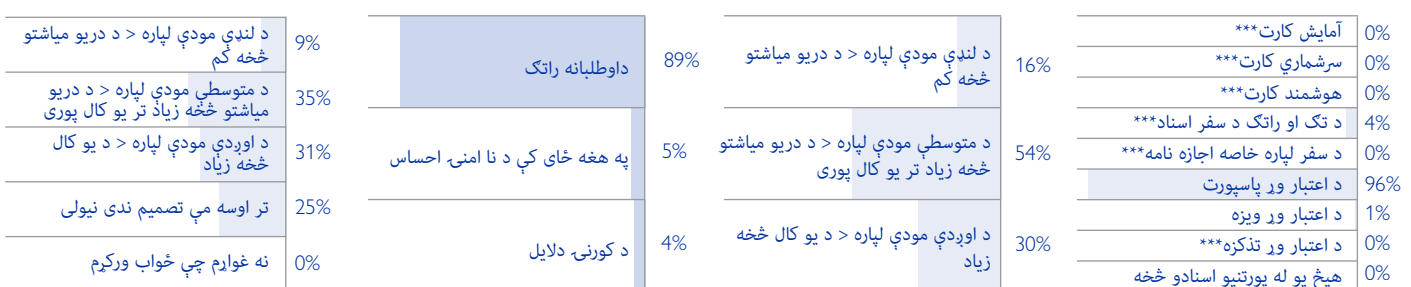 0% آمایش کارت***
0% سرشماري کارت***
0% هوشمند کارت***
4% د تګ او راتګ د سفر اسناد***
0% د سفر لپاره خاصه اجازه نامه***
96% د اعتبار وړ پاسپورت
1% د اعتبار وړ ویزه
0% د اعتبار وړ تذکره***
0% هیڅ یو له پورتنیو اسنادو څخه
16% د لنډې مودې لپاره < د دریو میاشتو
څخه کم
54% د متوسطې مودې لپاره < د دریو میاشتو
څخه زیاد تر یو کال پوری
30% د اوږدې مودې لپاره < د یو کال څخه
زیاد
89% داوطلبانه راتګ
5% په هغه ځای کې د نا امنۍ احساس
4% د کورنۍ دلایل
9% د لنډې مودې لپاره < د دریو میاشتو
څخه کم
35% د متوسطې مودې لپاره < د دریو
میاشتو څخه زیاد تر یو کال پوری
31% د اوږدې مودې لپاره < د یو کال
څخه زیاد
25% تر اوسه مې تصمیم ندی نیولی
0% نه غواړم چې ځواب ورکړم